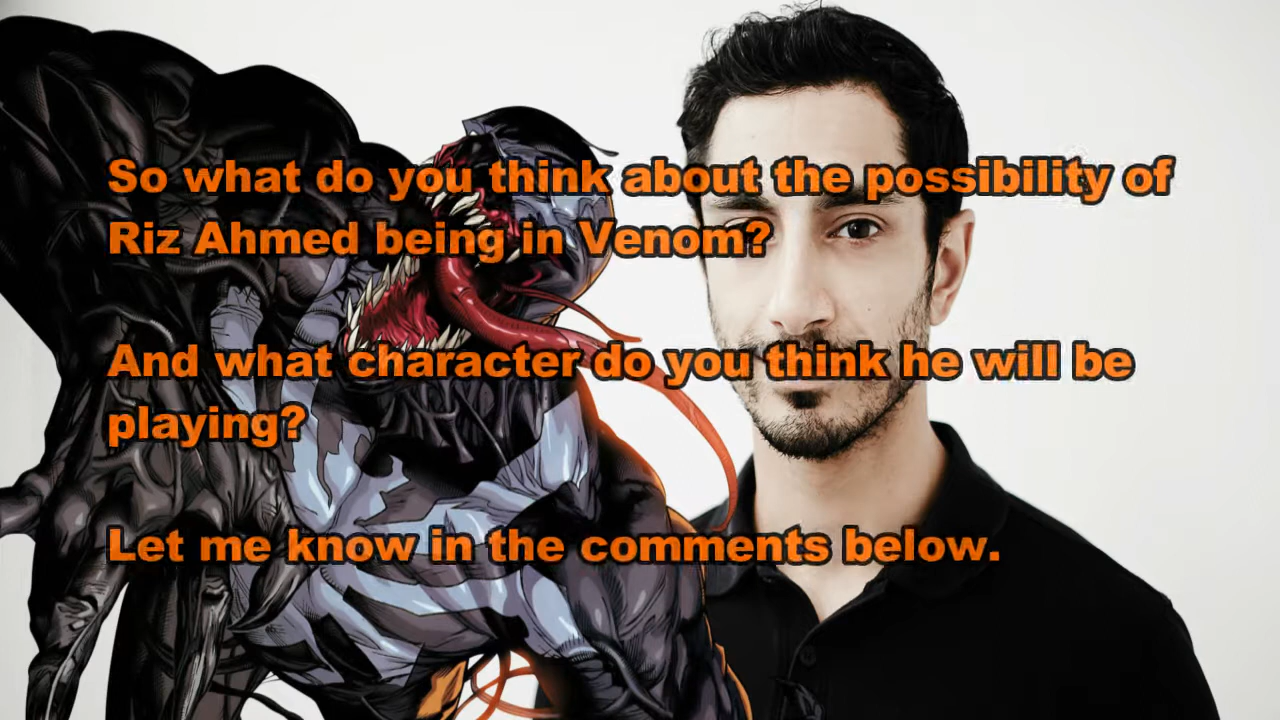 So what do you think about the possibility of
Riz Ahmed being in Venom?
And what character do you think he will be
playing?
Let me know in the comments below.